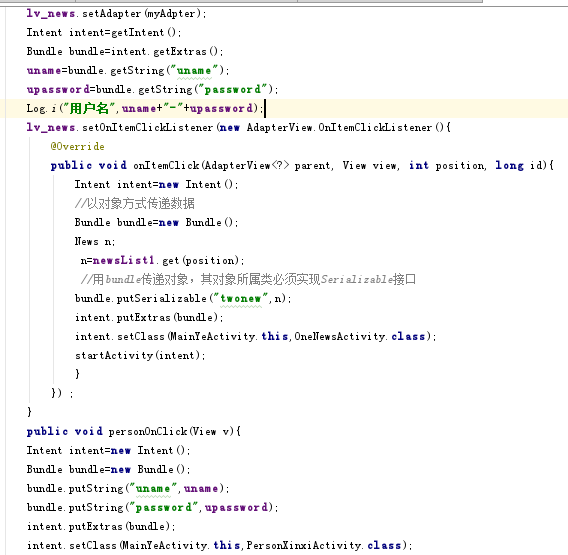 lv_news.setAdapter(myAdpter);
Intent intent=getIntent();
Bundle bundle=intent.getExtras();
uname=bundle.getString("uname");
upassword=bundle.getString("password");
Log.i("用户名",uname+"-"+upassword);
lv_news.setOnItemClickListener(new AdapterView.OnItemClickListener(){
@Override
public void onItemClick(AdapterView<?> parent, View view, int position, long id){
Intent intent=new Intent();
//以对象方式传递数据
Bundle bundle=new Bundle();
News n;
n=newsList1.get(position);
//用bundle传递对象，其对象所属类必须实现Serializable接口
bundle.putSerializable("twonew",n);
intent.putExtras(bundle);
intent.setClass(MainYeActivity.this,OneNewsActivity.class);
startActivity(intent);
}
}) ;
}
public void personOnClick(View v){
Intent intent=new Intent();
Bundle bundle=new Bundle();
bundle.putString("uname",uname);
bundle.putString("password",upassword);
intent.putExtras(bundle);
intent.setClass(MainYeActivity.this,PersonXinxiActivity.class);